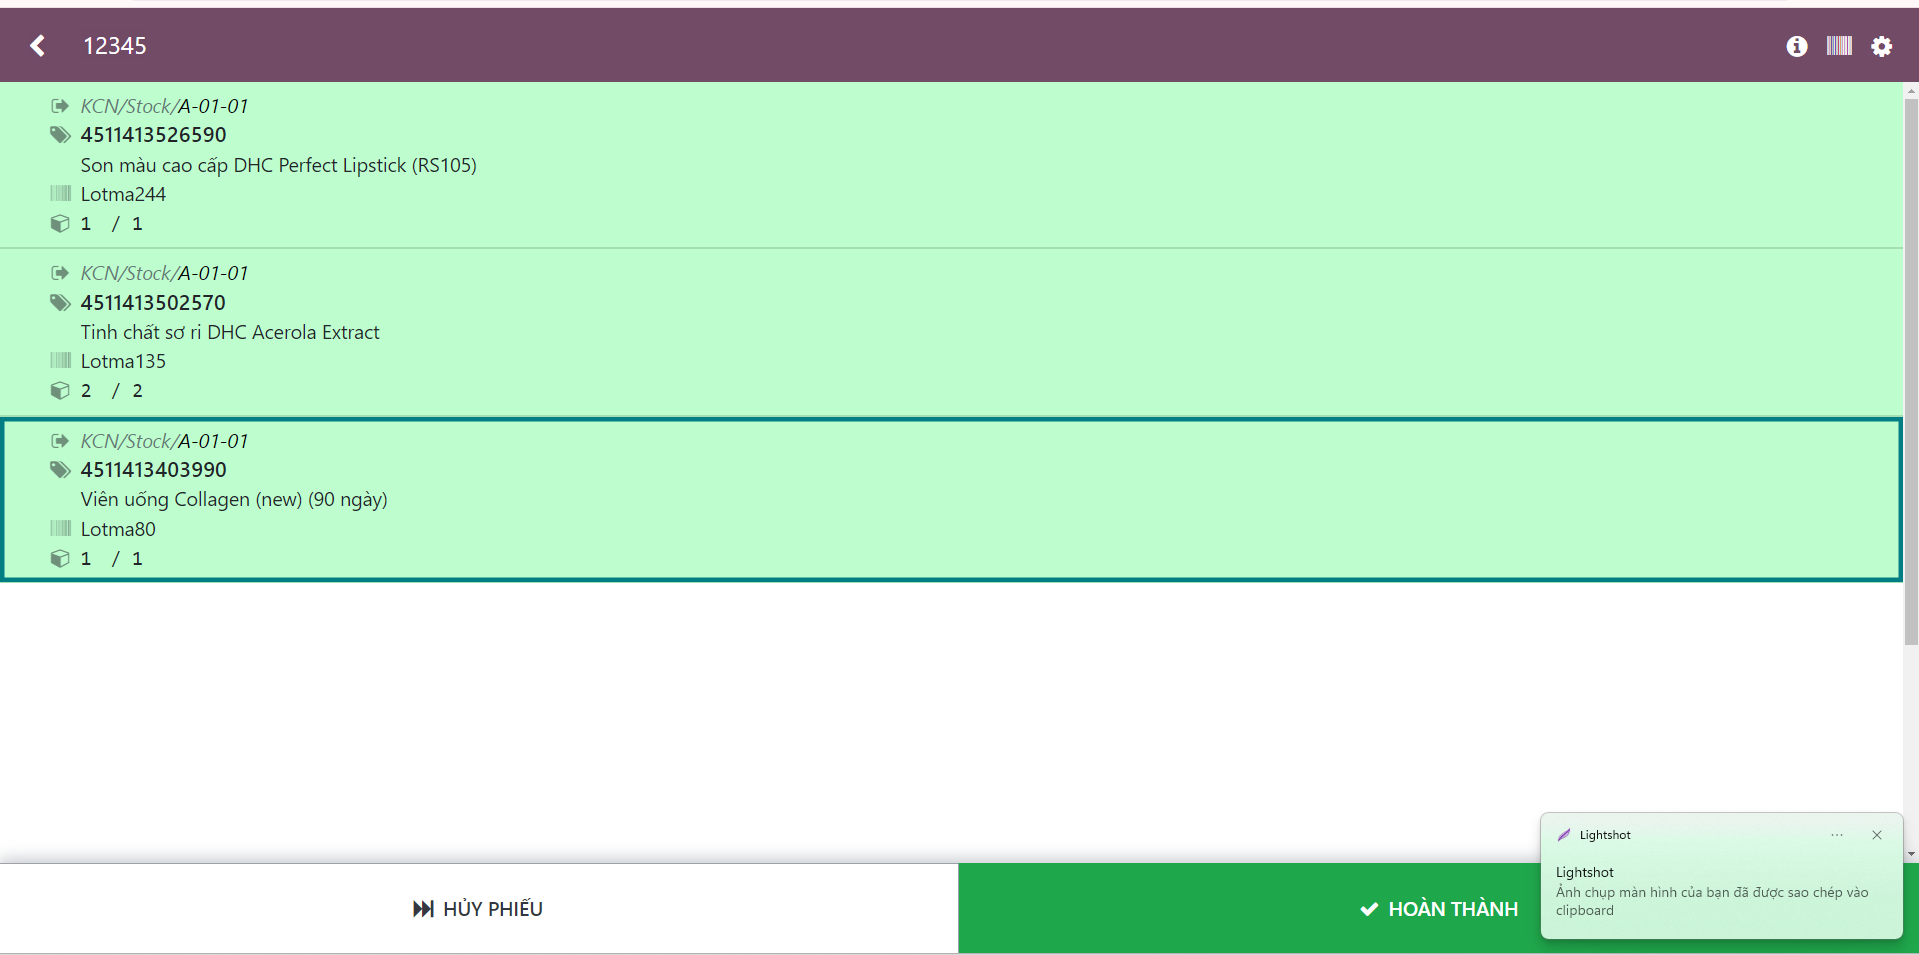 12345
KCN/Stock/A-01-01
4511413526590
Son màu cao cấp DHC Perfect Lipstick (RS105)
Lotma244
1 / 1
KCN/Stock/A-01-01
4511413502570
Tinh chất sơ ri DHC Acerola Extract
Lotma135
2 / 2
KCN/Stock/A-01-01
4511413403990
Viên uống Collagen (new) (90 ngày)
Lotma80
1 / 1
HỦY PHIẾU
HOÀN THÀNH
Lightshot
Lightshot
Ảnh chụp màn hình của bạn đã được sao chép vào
clipboard